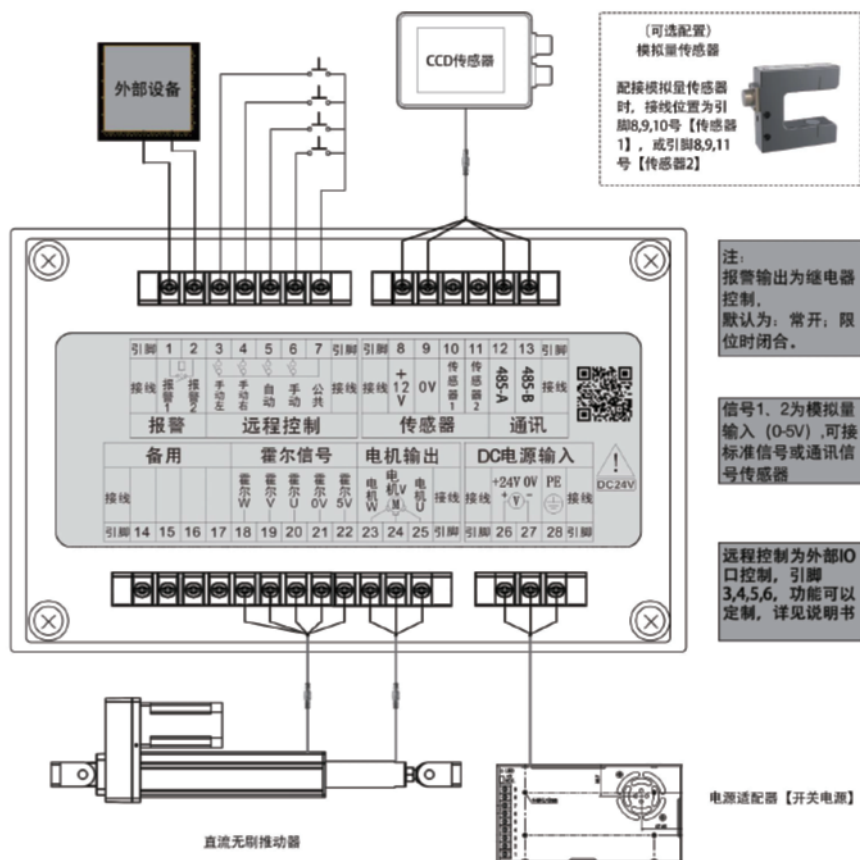 外部设备
CCD传感器
（可选配置）
模拟量传感器
配接模拟量传感器
时，接线位置为引
脚8,9,10号【传感器
1】，或引脚8,9,11
号【传感器2】
注：
报警输出为继电器
控制，
默认为：常开；限
位时闭合。
信号1、2为模拟量
输入（0-5V）,可接
标准信号或通讯信
号传感器
远程控制为外部IO
口控制，引脚
3,4,5,6，功能可以
定制，详见说明书
引脚 1 2 3 4 5 6 7 引脚 引脚 8 9 10 11 12 13 引脚
接线 报警1 报警2 手动左 手动右 自动 手动 公共 接线 接线 +12V 0V 传感器1 传感器2 485-A 485-B 接线
报警 远程控制 传感器 通讯
备用 霍尔信号 电机输出 DC电源输入
接线 霍尔W 霍尔V 霍尔U 霍尔0V 霍尔5V 电机W 电机V 电机U 接线 接线 +24V 0V PE 接线
M
+ V -
引脚 14 15 16 17 18 19 20 21 22 23 24 25 引脚 引脚 26 27 28 引脚
!
DC24V
直流无刷推动器
电源适配器【开关电源】